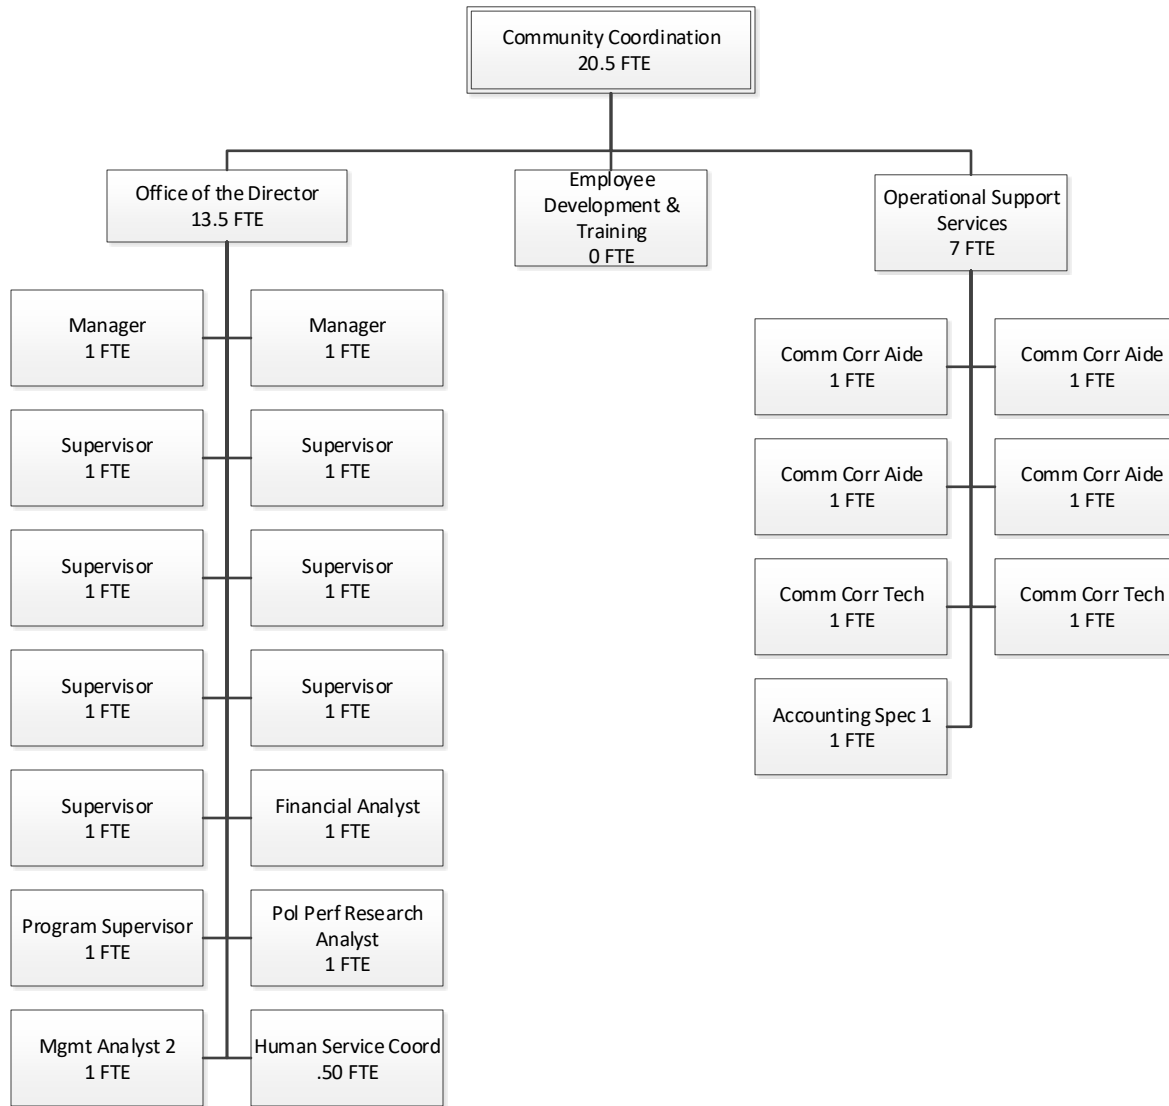 Community Coordination
20.5 FTE
Office of the Director
13.5 FTE
Employee
Development &
Training
0 FTE
Operational Support
Services
7 FTE
Manager
1 FTE
Manager
1 FTE
Supervisor
1 FTE
Supervisor
1 FTE
Supervisor
1 FTE
Supervisor
1 FTE
Supervisor
1 FTE
Supervisor
1 FTE
Supervisor
1 FTE
Financial Analyst
1 FTE
Program Supervisor
1 FTE
Pol Perf Research
Analyst
1 FTE
Mgmt Analyst 2
1 FTE
Human Service Coord
.50 FTE
Comm Corr Aide
1 FTE
Comm Corr Aide
1 FTE
Comm Corr Aide
1 FTE
Comm Corr Aide
1 FTE
Comm Corr Tech
1 FTE
Comm Corr Tech
1 FTE
Accounting Spec 1
1 FTE